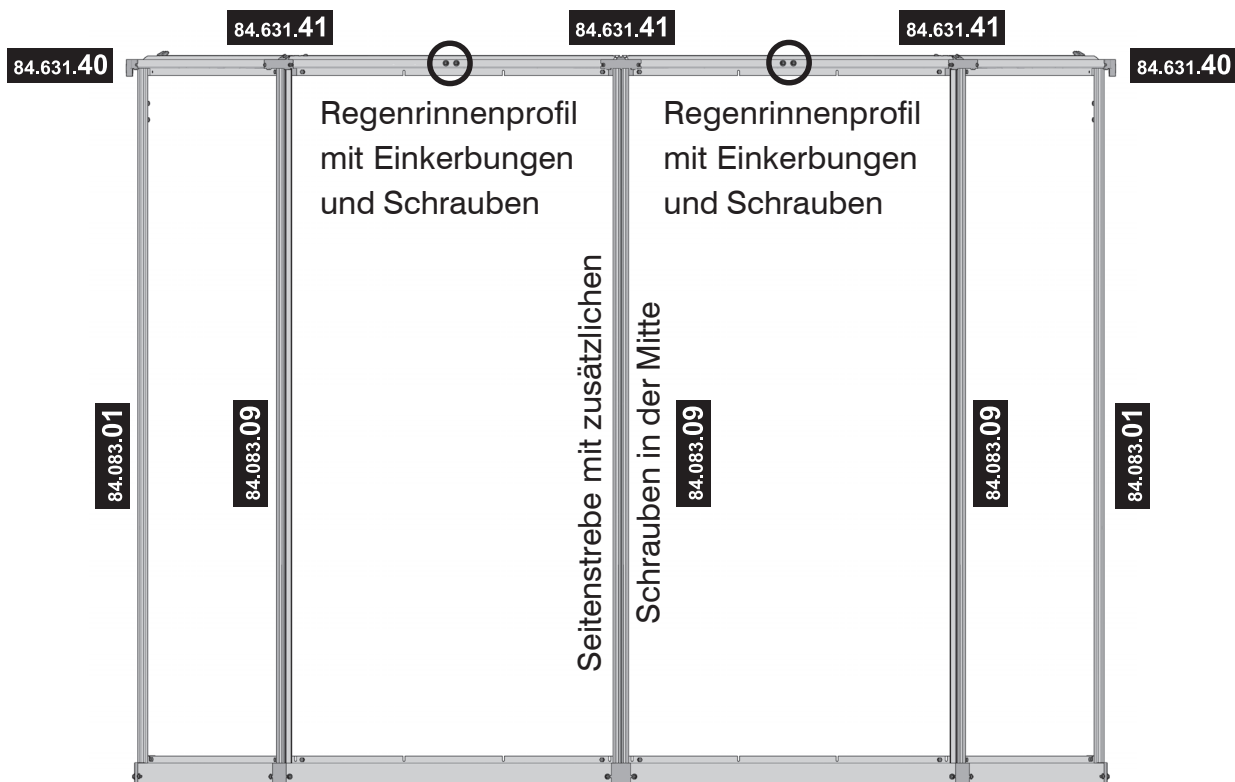 84.631.41
84.631.41
84.631.41
84.631.40
84.631.40
Regenrinnenprofil
mit Einkerbungen
und Schrauben
Regenrinnenprofil
mit Einkerbungen
und Schrauben
Seitenstrebe mit zusätzlichen
Schrauben in der Mitte
84.083.01
84.083.09
84.083.09
84.083.09
84.083.01